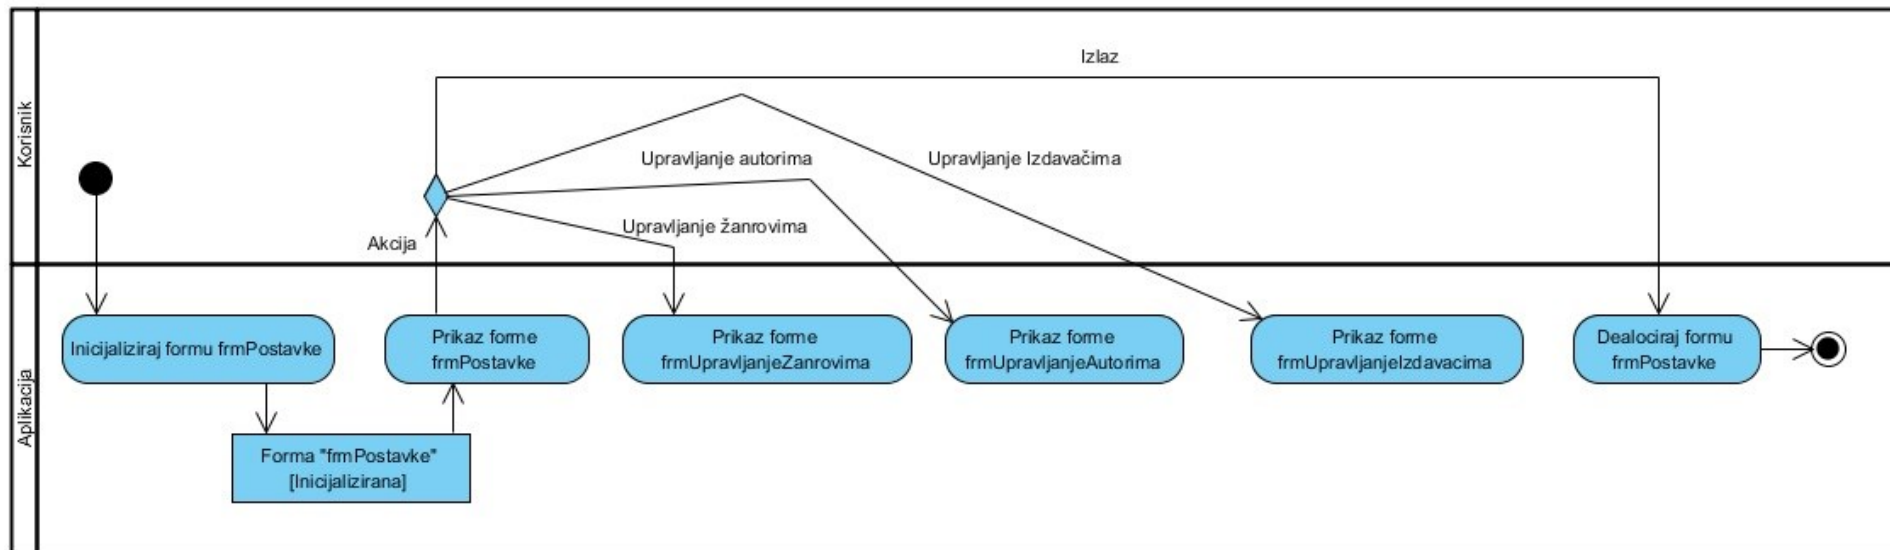 Korisnik
Izlaz
Upravljanje autorima
Upravljanje Izdavačima
Upravljanje žanrovima
Akcija
Aplikacija
Inicijaliziraj formu frmPostavke
Prikaz forme
frmPostavke
Prikaz forme
frmUpravljanjeZanrovima
Prikaz forme
frmUpravljanjeAutorima
Prikaz forme
frmUpravljanjeIzdavacima
Dealociraj formu
frmPostavke
Forma "frmPostavke"
[Inicijalizirana]